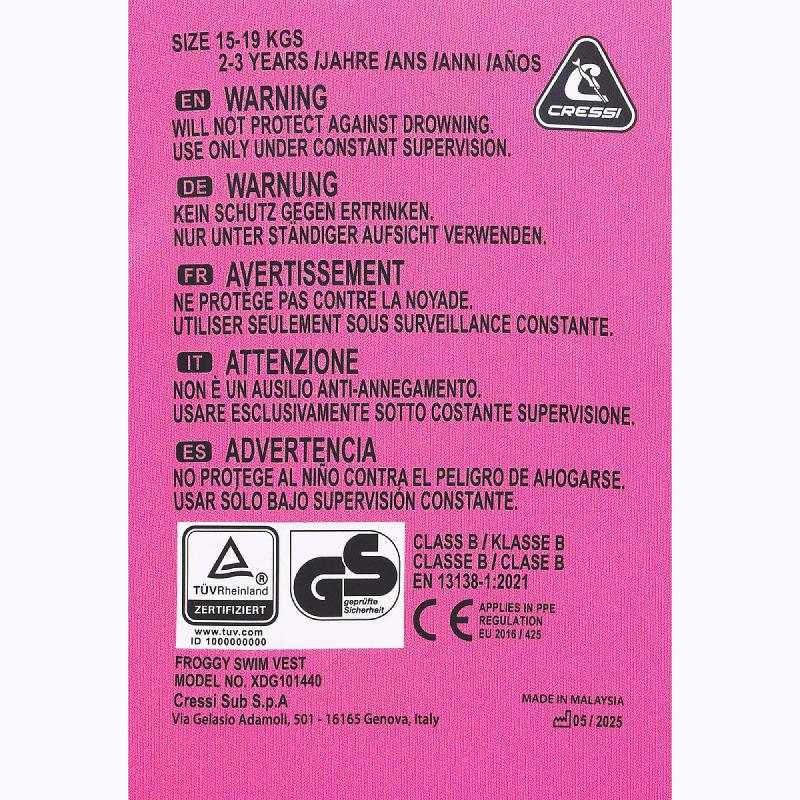 SIZE 15-19 KGS
2-3 YEARS /JAHRE /ANS /ANNI /AÑOS
CRESSI
EN WARNING
WILL NOT PROTECT AGAINST DROWNING.
USE ONLY UNDER CONSTANT SUPERVISION.
DE WARNUNG
KEIN SCHUTZ GEGEN ERTRINKEN.
NUR UNTER STÄNDIGER AUFSICHT VERWENDEN.
FR AVERTISSEMENT
NE PROTÈGE PAS CONTRE LA NOYADE.
UTILISER SEULEMENT SOUS SURVEILLANCE CONSTANTE.
IT ATTENZIONE
NON È UN AUSILIO ANTI-ANNEGAMENTO.
USARE ESCLUSIVAMENTE SOTTO COSTANTE SUPERVISIONE.
ES ADVERTENCIA
NO PROTEGE AL NIÑO CONTRA EL PELIGRO DE AHOGARSE.
USAR SÓLO BAJO SUPERVISIÓN CONSTANTE.
TÜVRheinland ®
ZERTIFIZIERT
www.tuv.com
ID 1000000000
GS
geprüfte
Sicherheit
CLASS B / KLASSE B
CLASSE B / CLASE B
EN 13138-1:2021
CE APPLIES IN PPE
REGULATION
EU 2016 / 425
FROGGY SWIM VEST
MODEL NO. XDG101440
Cressi Sub S.p.A
Via Gelasio Adamoli, 501 - 16165 Genova, Italy
MADE IN MALAYSIA
05 / 2025